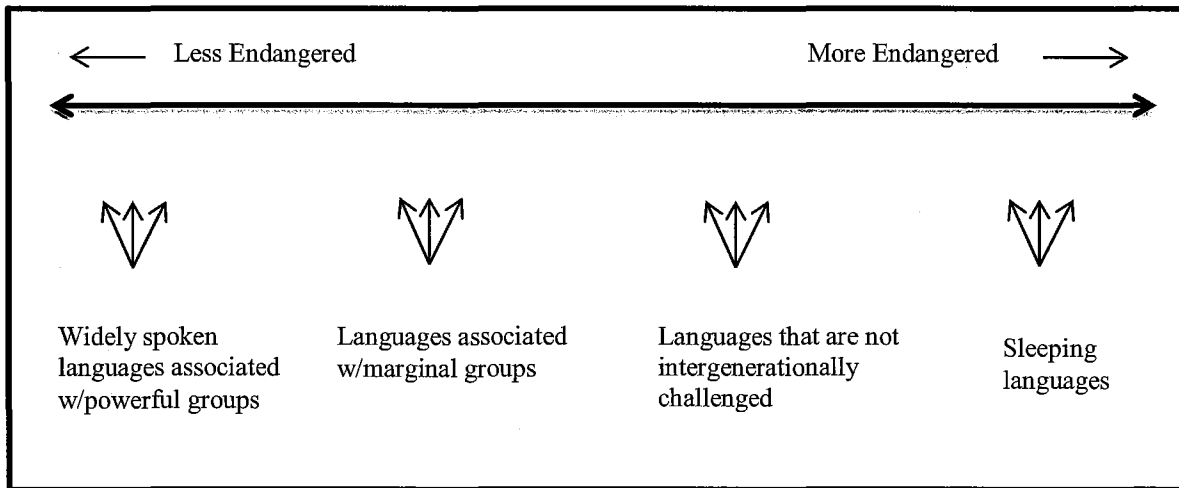 Less Endangered
More Endangered
Widely spoken
languages associated
w/powerful groups
Languages associated
w/marginal groups
Languages that are not
intergenerationally
challenged
Sleeping
languages